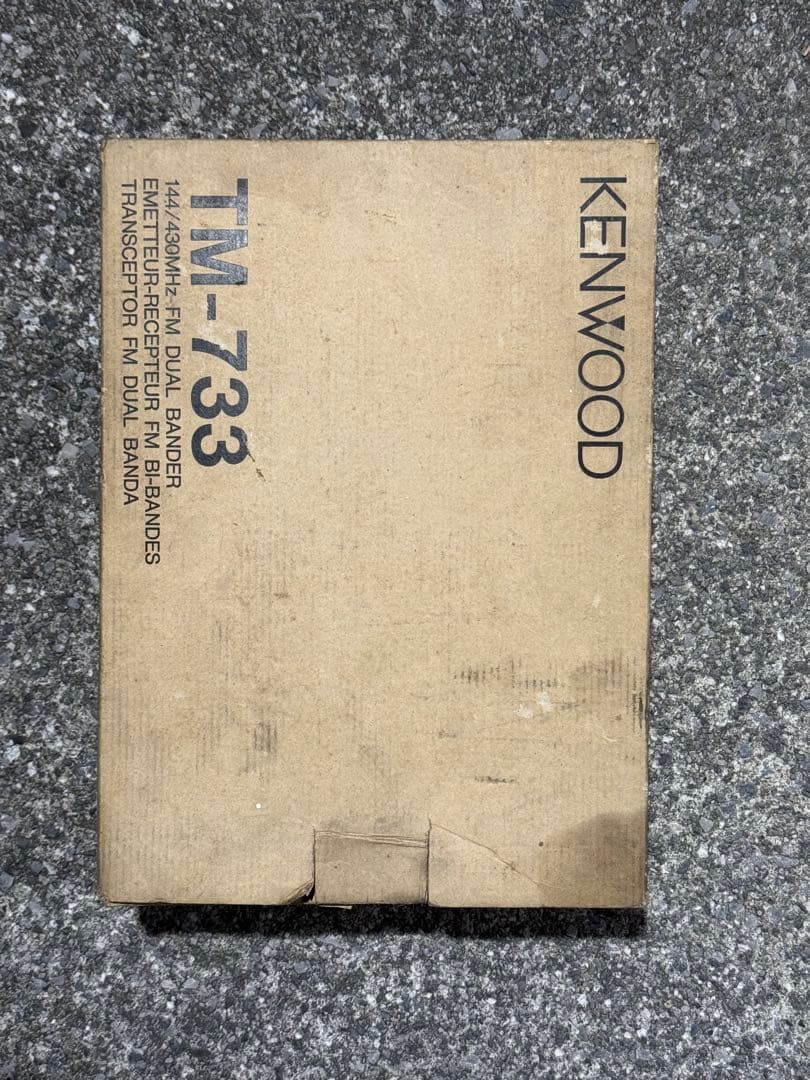 KENWOOD
TM-733
144/430MHz FM DUAL BANDER
EMETTEUR-RECEPTEUR FM BI-BANDES
TRANSCEPTOR FM DUAL BANDA